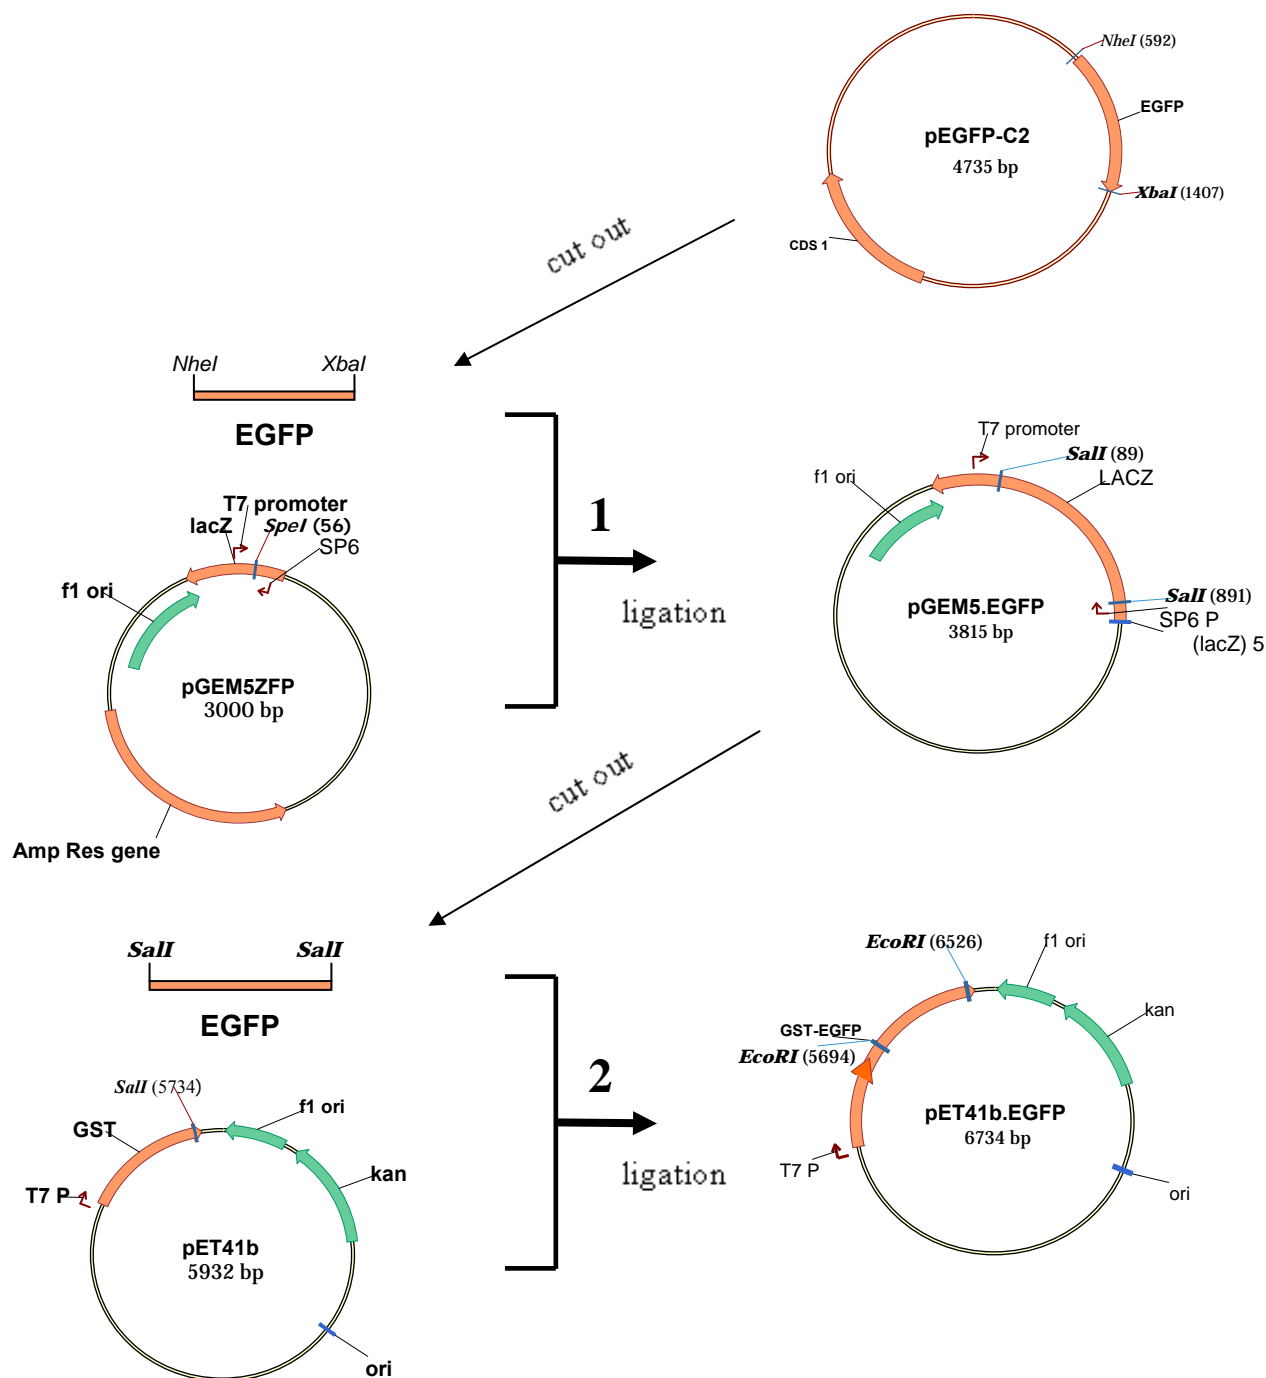 NheI (592)
EGFP
pEGFP-C2
4735 bp
XbaI (1407)
CDS 1
cut out
NheI
XbaI
EGFP
T7 promoter
lacZ
SpeI (56)
SP6
f1 ori
pGEM5ZFP
3000 bp
Amp Res gene
1
ligation
T7 promoter
SalI (89)
f1 ori
LACZ
SalI (891)
pGEM5.EGFP
SP6 P
3815 bp
(lacZ) 5
cut out
SalI
SalI
EGFP
SalI (5734)
f1 ori
GST
kan
T7 P
pET41b
5932 bp
ori
2
ligation
EcoRI (6526)
f1 ori
kan
GST-EGFP
EcoRI (5694)
pET41b.EGFP
6734 bp
T7 P
ori